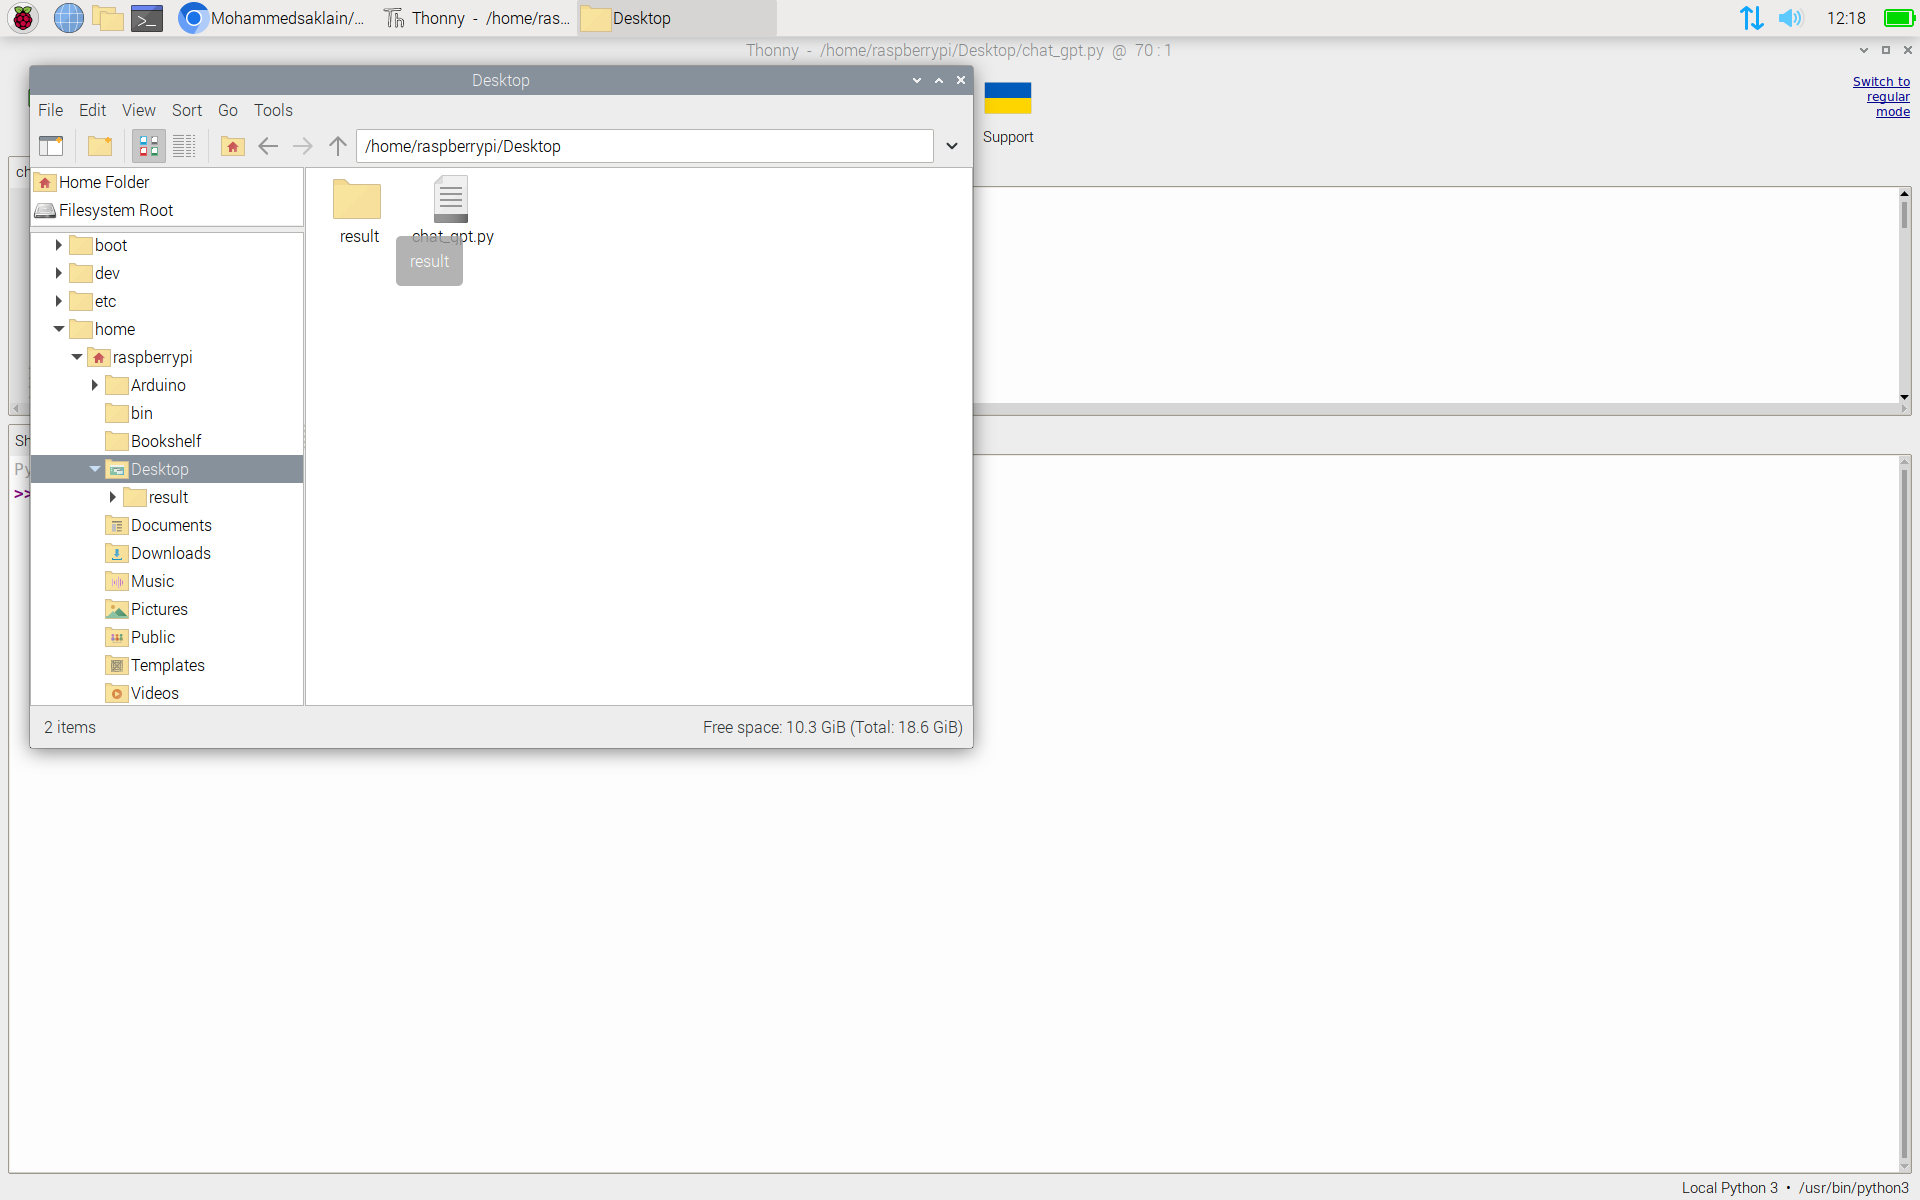 Mohammedsaklain/...
Thonny - /home/ras...
Desktop
12:18
Thonny - /home/raspberrypi/Desktop/chat_gpt.py @ 70 : 1
Desktop
File Edit View Sort Go Tools
/home/raspberrypi/Desktop
Support
Switch to
regular
mode
Home Folder
Filesystem Root
boot
dev
etc
home
raspberrypi
Arduino
bin
Bookshelf
Desktop
result
Documents
Downloads
Music
Pictures
Public
Templates
Videos
result
chat_gpt.py
result
2 items
Free space: 10.3 GiB (Total: 18.6 GiB)
ch
Sh
Py
>>
Local Python 3 • /usr/bin/python3